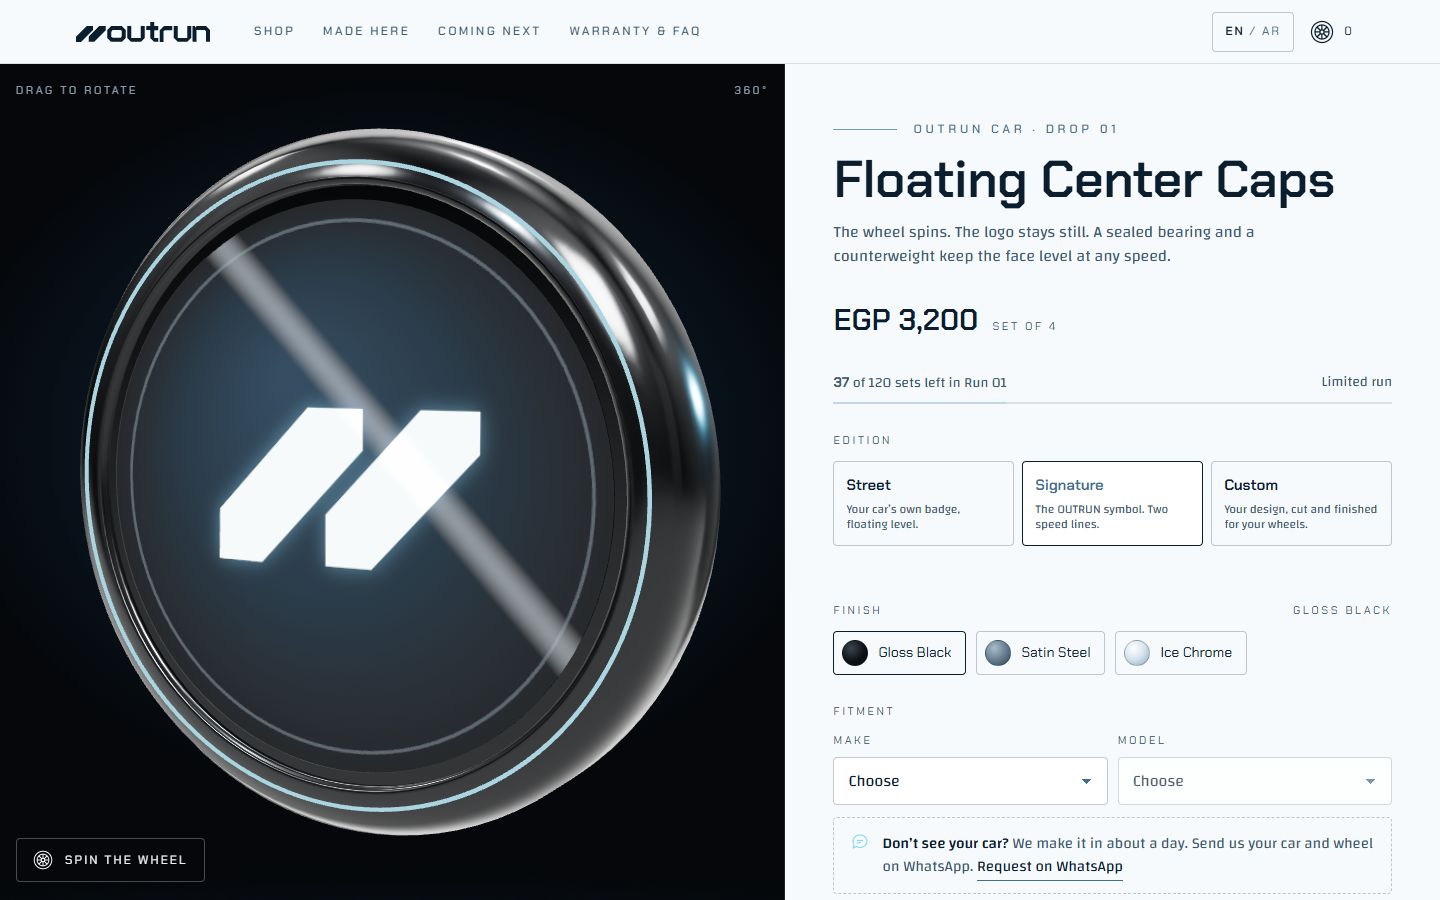 outrun
SHOP
MADE HERE
COMING NEXT
WARRANTY & FAQ
EN / AR
0
DRAG TO ROTATE
360°
SPIN THE WHEEL
OUTRUN CAR · DROP 01
Floating Center Caps
The wheel spins. The logo stays still. A sealed bearing and a
counterweight keep the face level at any speed.
EGP 3,200 SET OF 4
37 of 120 sets left in Run 01
Limited run
EDITION
Street
Your car's own badge,
floating level.
Signature
The OUTRUN symbol. Two
speed lines.
Custom
Your design, cut and finished
for your wheels.
FINISH
GLOSS BLACK
Gloss Black
Satin Steel
Ice Chrome
FITMENT
MAKE
Choose
MODEL
Choose
Don't see your car? We make it in about a day. Send us your car and wheel
on WhatsApp. Request on WhatsApp